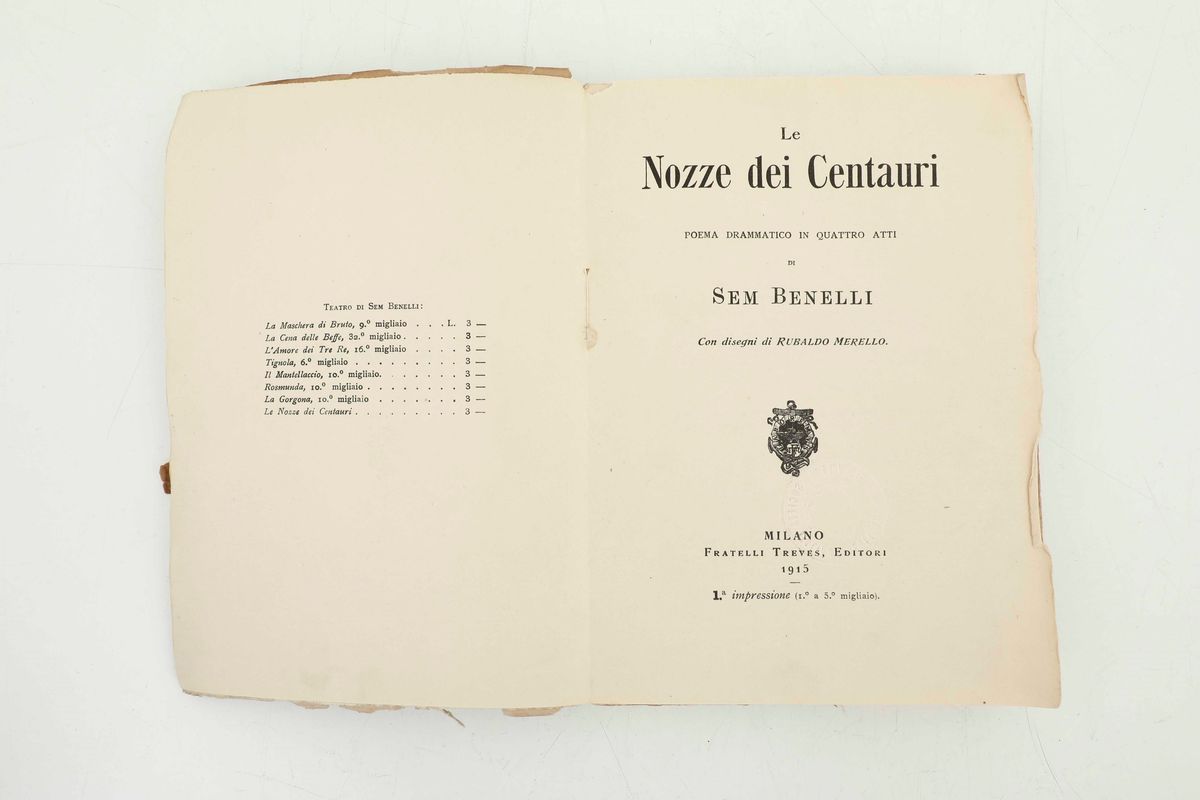 TEATRO DI SEM BENELLI:
La Maschera di Bruto, 9.º migliaio . . . L. 3 —
La Cena delle Beffe, 32.º migliaio . . . . . 3 —
L'Amore dei Tre Re, 16.º migliaio . . . . 3 —
Tignola, 6.º migliaio . . . . . . . . . 3 —
Il Mantellaccio, 10.º migliaio. . . . . . . 3 —
Rosmunda, 10.º migliaio . . . . . . . . 3 —
La Gorgona, 10.º migliaio . . . . . . . 3 —
Le Nozze dei Centauri . . . . . . . . . 3 —
Le
Nozze dei Centauri
POEMA DRAMMATICO IN QUATTRO ATTI
DI
SEM BENELLI
Con disegni di RUBALDO MERELLO.
MILANO
FRATELLI TREVES, EDITORI
1915
1.ª impressione (1.º a 5.º migliaio).